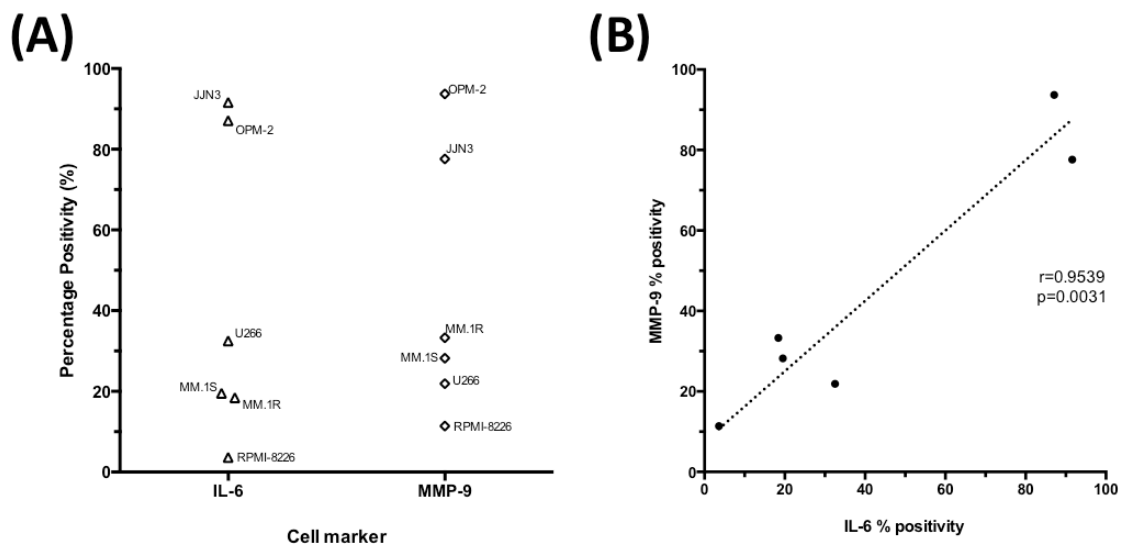 (A)
100
80
60
40
20
0
Percentage Positivity (%)
JJN3
OPM-2
U266
MM.1S
MM.1R
RPMI-8226
OPM-2
JJN3
MM.1R
MM.1S
U266
RPMI-8226
IL-6
MMP-9
Cell marker
(B)
100
80
60
40
20
0
MMP-9 % positivity
r=0.9539
p=0.0031
0
20
40
60
80
100
IL-6 % positivity